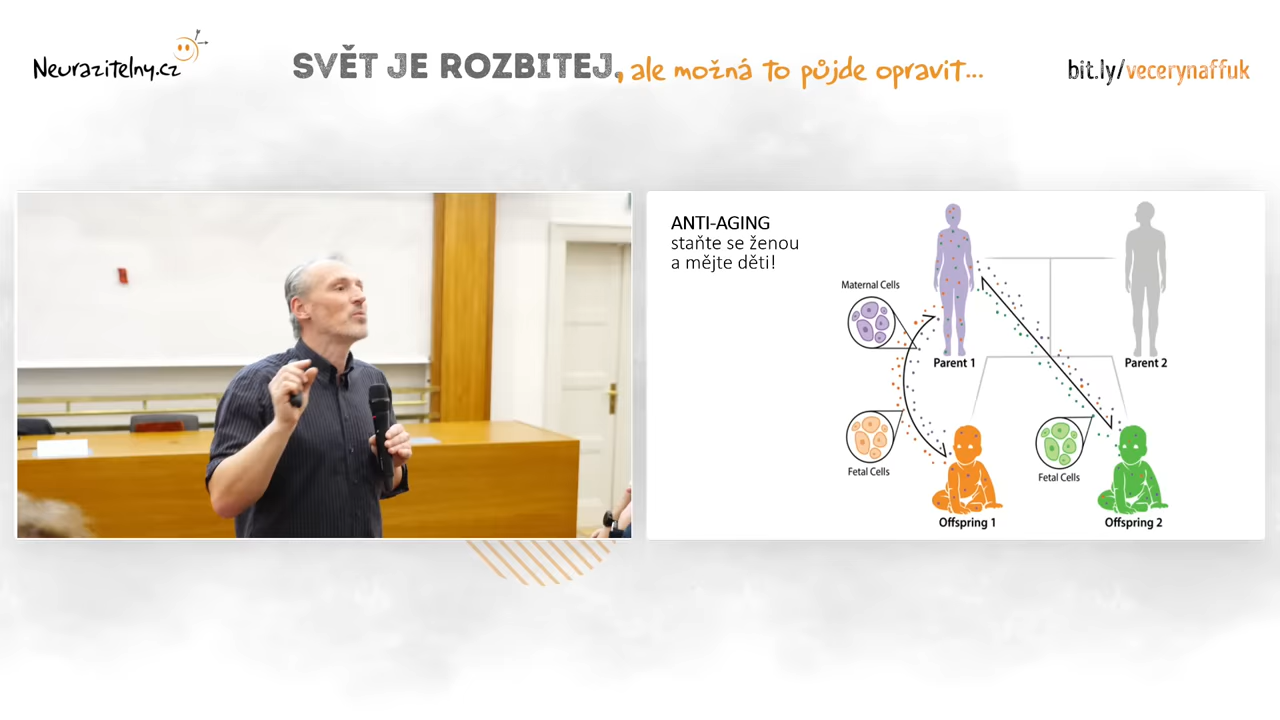 Neurazitelny.cz
SVĚT JE ROZBITEJ, ale možná to půjde opravit...
bit.ly/vecerynaffuk
ANTI-AGING
staňte se ženou
a mějte děti!
Maternal Cells
Parent 1
Parent 2
Fetal Cells
Fetal Cells
Offspring 1
Offspring 2